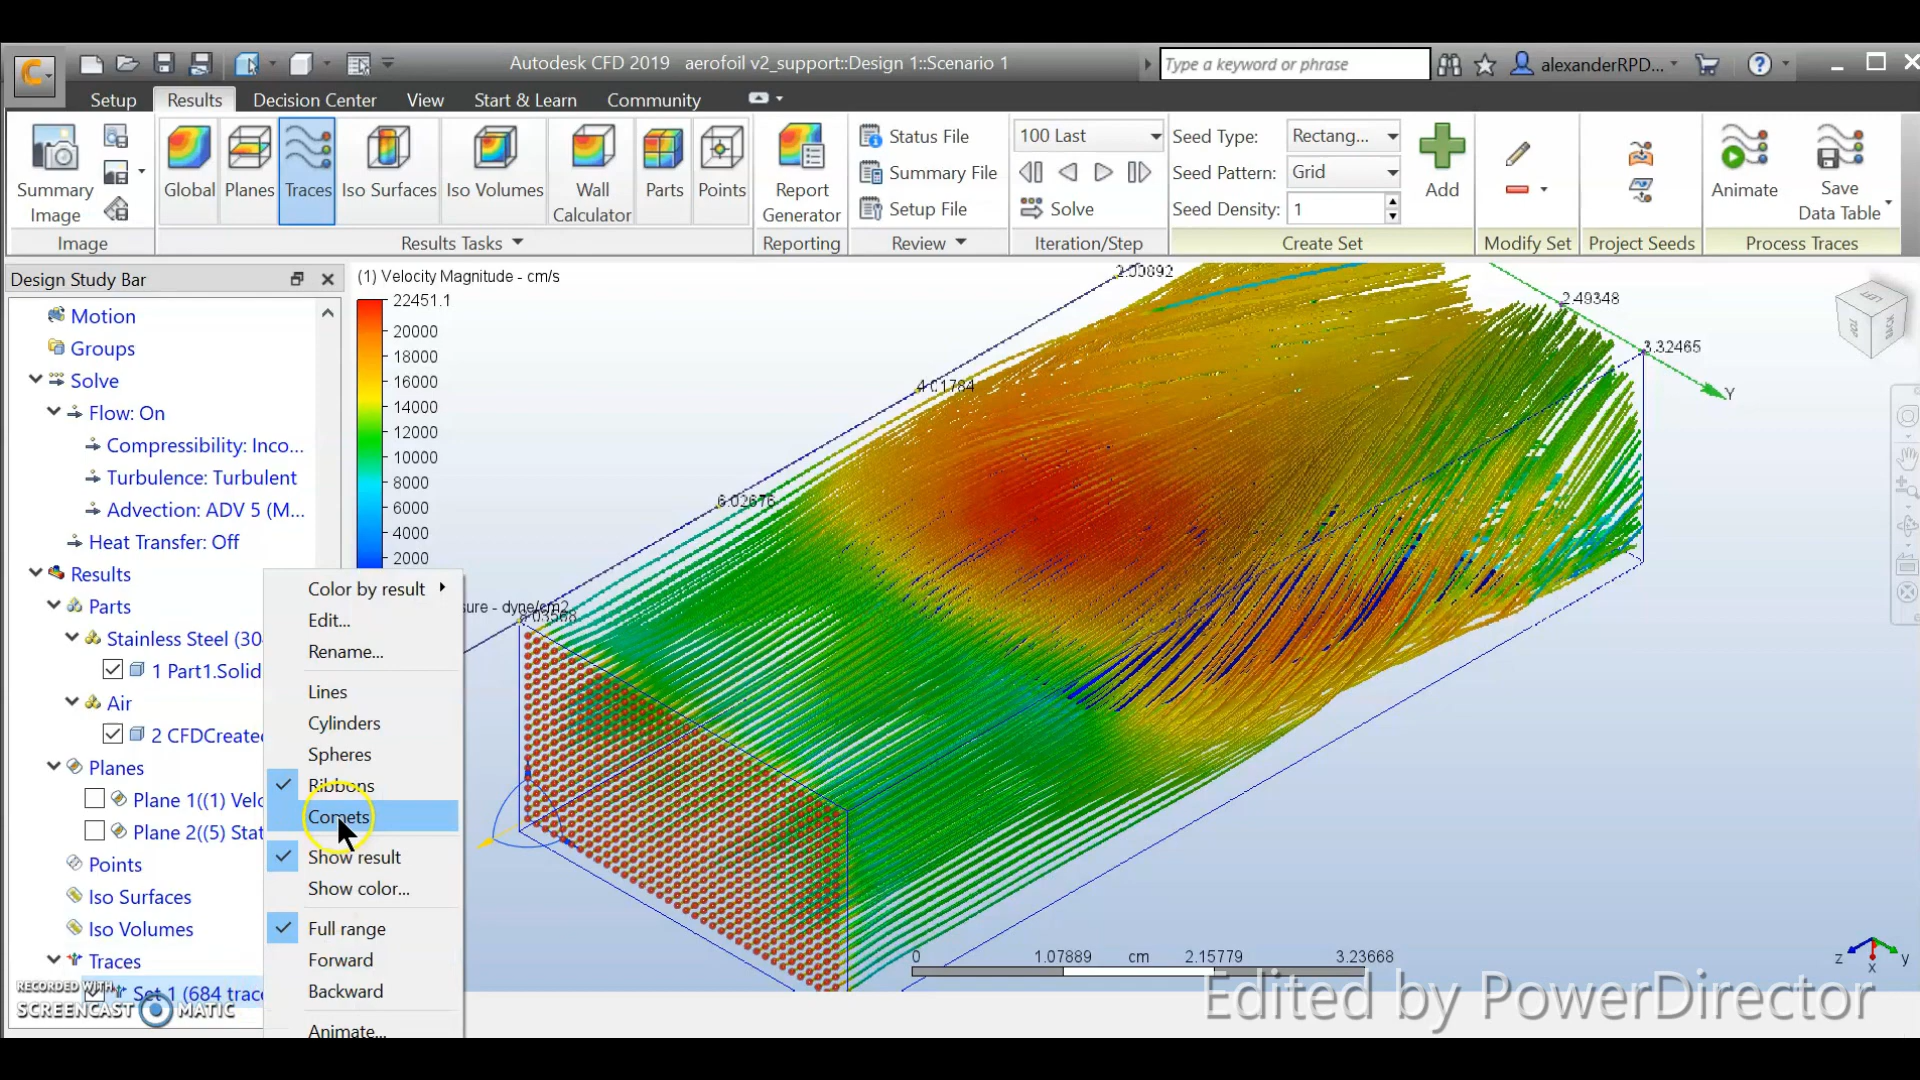 Autodesk CFD 2019 aerofoil v2_support::Design 1::Scenario 1
Type a keyword or phrase
alexanderRPD...
Setup
Results
Decision Center
View
Start & Learn
Community
Summary Image
Global
Planes
Traces
Iso Surfaces
Iso Volumes
Wall Calculator
Parts
Points
Report Generator
Status File
Summary File
Setup File
100 Last
Solve
Seed Type: Rectang...
Seed Pattern: Grid
Seed Density: 1
Add
Animate
Save Data Table
Image
Results Tasks
Reporting
Review
Iteration/Step
Create Set
Modify Set
Project Seeds
Process Traces
Design Study Bar
Motion
Groups
Solve
Flow: On
Compressibility: Inco...
Turbulence: Turbulent
Advection: ADV 5 (M...
Heat Transfer: Off
Results
Parts
Stainless Steel (30
1 Part1.Solid
Air
2 CFDCreate
Planes
Plane 1((1) Velo
Plane 2((5) Stat
Points
Iso Surfaces
Iso Volumes
Traces
Set 1 (684 trace
RECORDED WITH
SCREENCAST MATIC
Color by result
Edit...
Rename...
Lines
Cylinders
Spheres
Ribbons
Comets
Show result
Show color...
Full range
Forward
Backward
Animate...
(1) Velocity Magnitude - cm/s
22451.1
20000
18000
16000
14000
12000
10000
8000
6000
4000
2000
sure - dyne/cm2
2.00892
4.01784
6.02676
8.03568
2.49348
3.32465
Y
TOP
0
1.07889
cm
2.15779
3.23668
z
x
y
Edited by PowerDirector